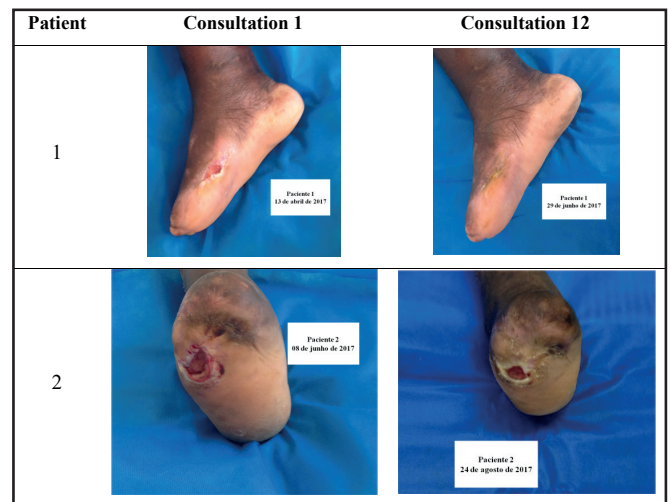 Patient Consultation 1 Consultation 12
1
Paciente 1
13 de abril de 2017
Paciente 1
29 de junho de 2017
2
Paciente 2
08 de junho de 2017
Paciente 2
24 de agosto de 2017